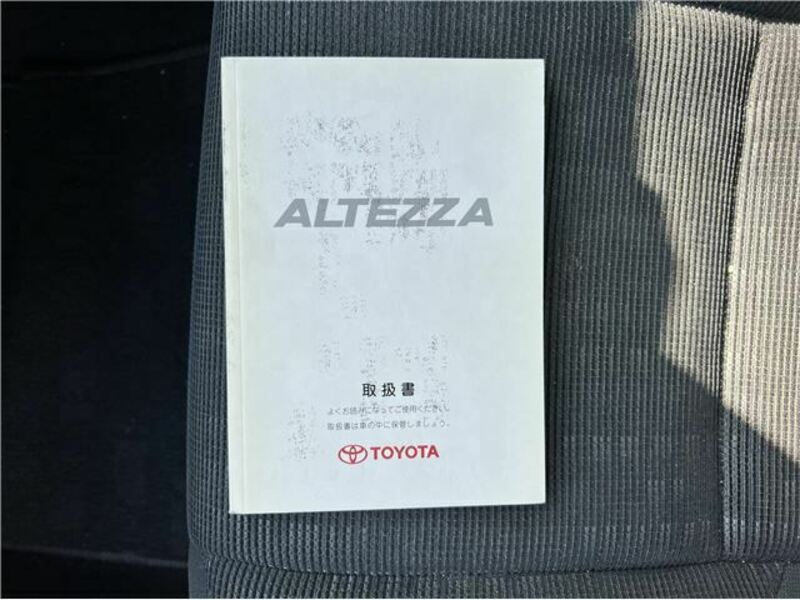 ALTEZZA
取扱書
よくお読みになってご使用ください。
取扱書は車の中に保管しましょう。
TOYOTA